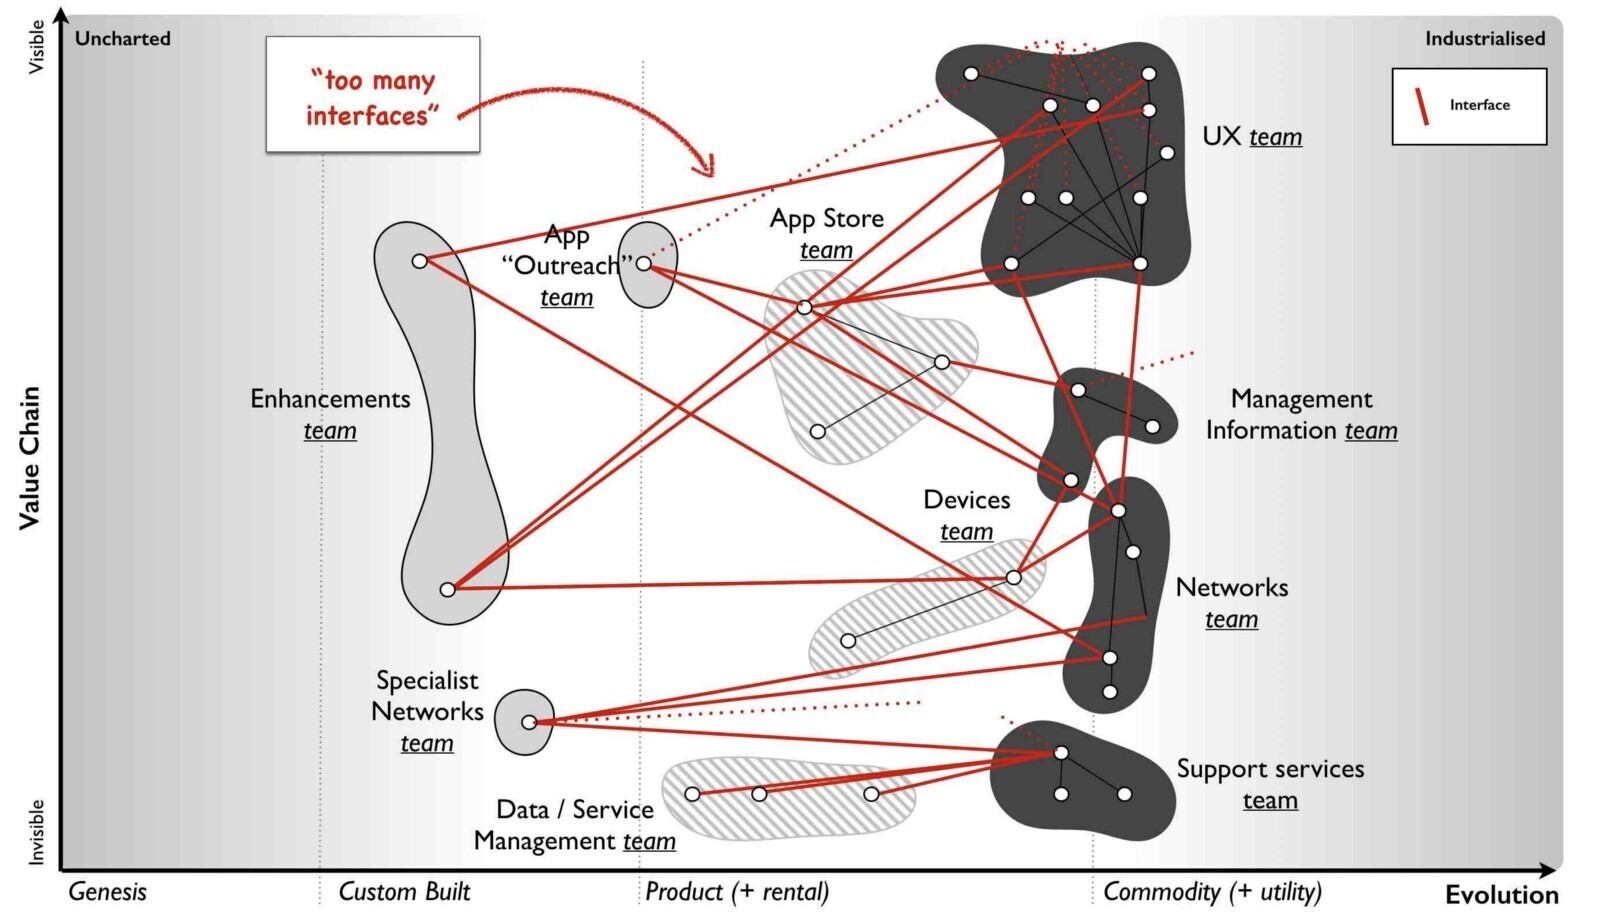 Visible
Uncharted
Industrialised
“too many
interfaces”
Interface
UX team
App Store
team
App
“Outreach”
team
Enhancements
team
Management
Information team
Devices
team
Networks
team
Specialist
Networks
team
Support services
team
Data / Service
Management team
Value Chain
Invisible
Genesis
Custom Built
Product (+ rental)
Commodity (+ utility)
Evolution